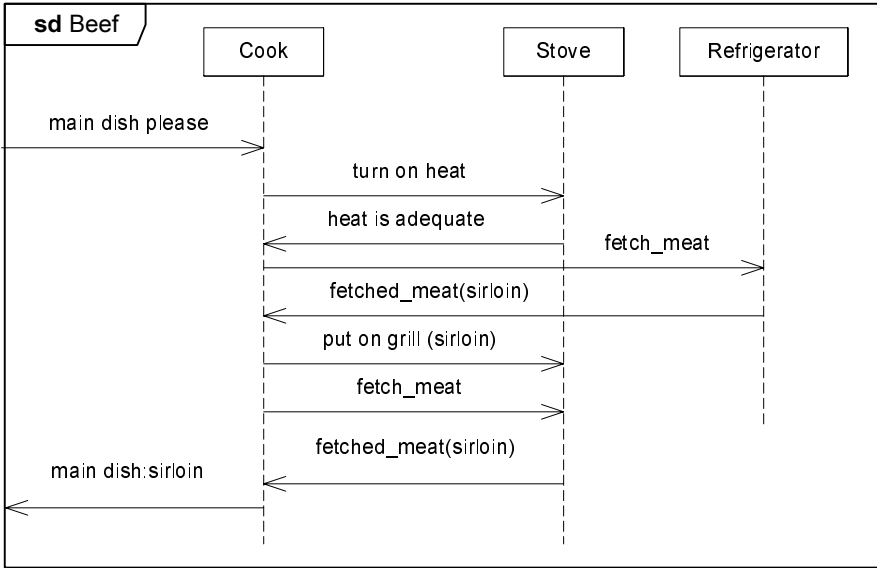 sd Beef
Cook
Stove
Refrigerator
main dish please
turn on heat
heat is adequate
fetch_meat
fetched_meat(sirloin)
put on grill (sirloin)
fetch_meat
fetched_meat(sirloin)
main dish:sirloin